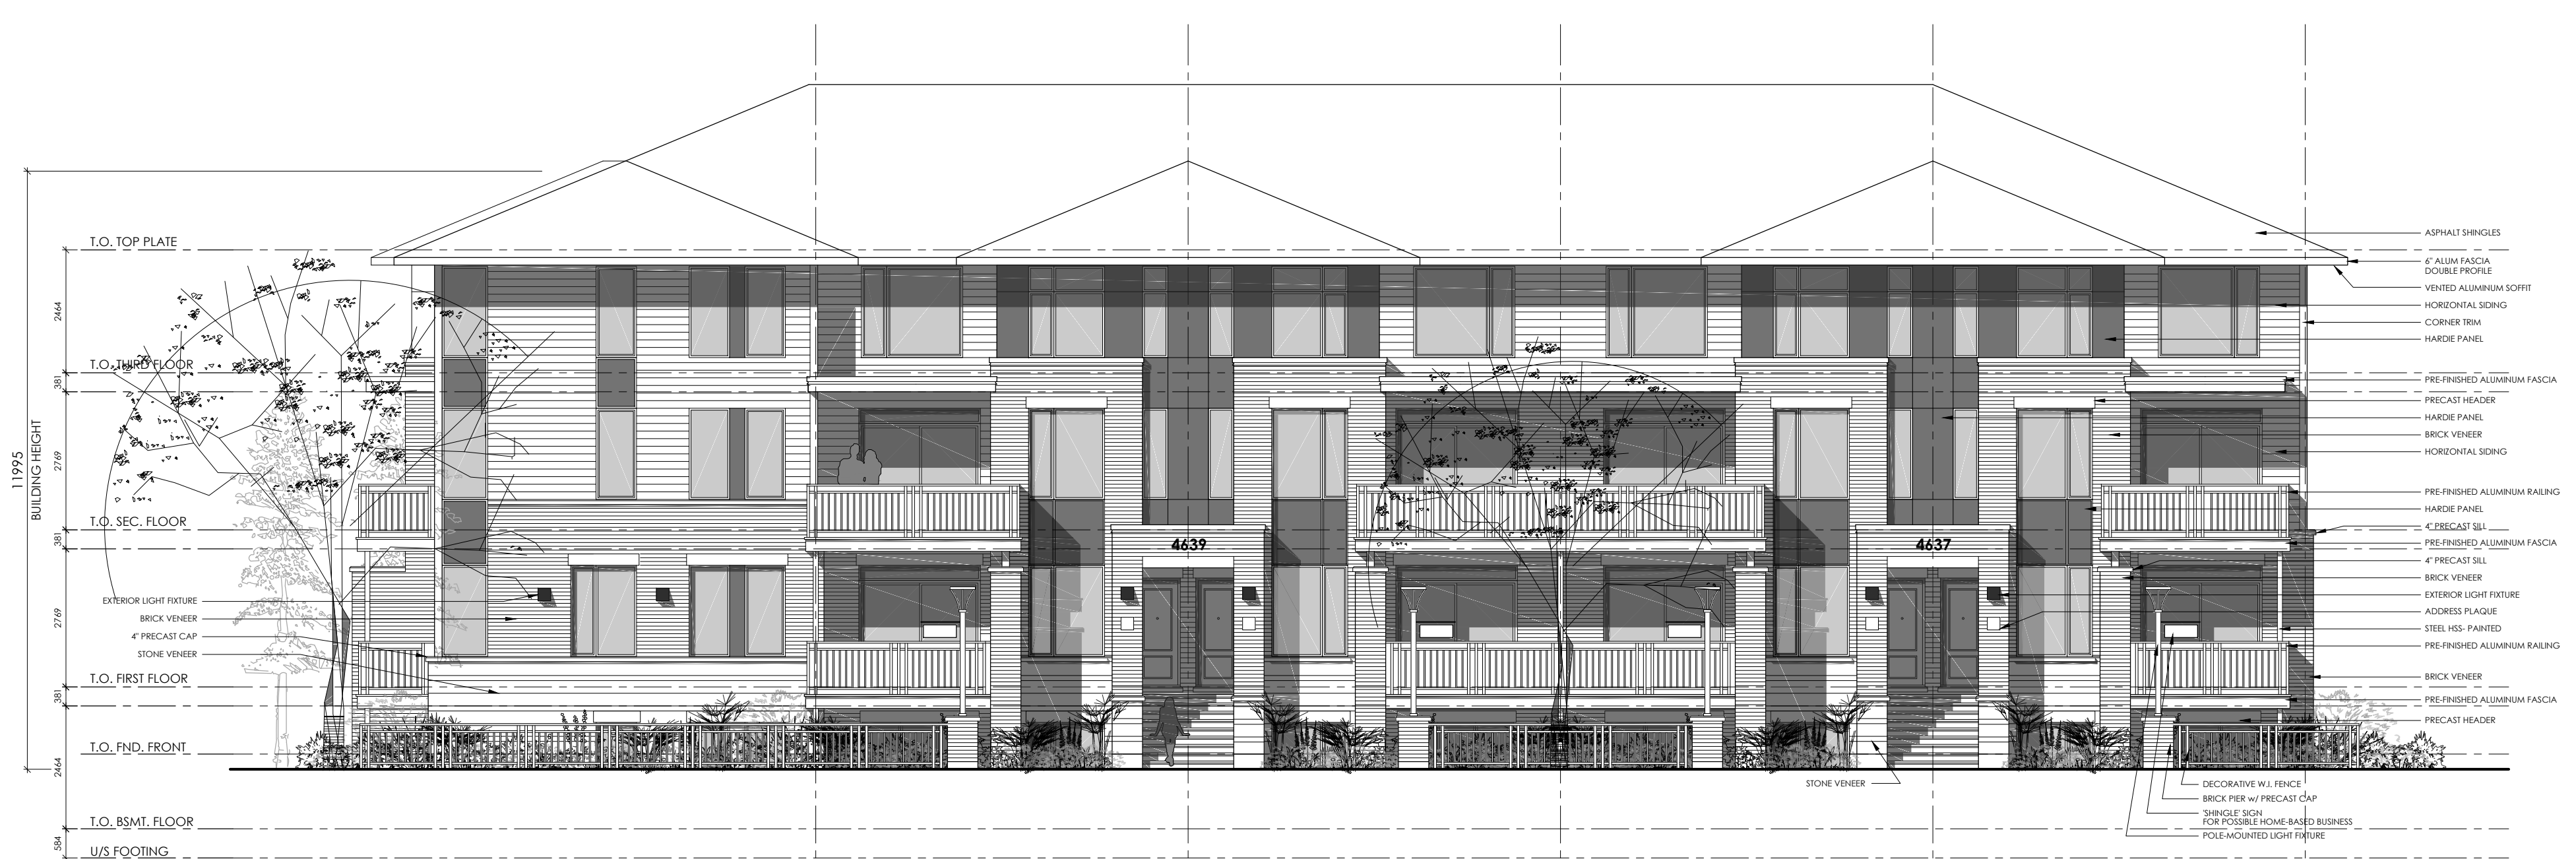 11995
BUILDING HEIGHT
T.O. TOP PLATE
2464
T.O. THIRD FLOOR
381
2769
T.O. SEC. FLOOR
381
2769
T.O. FIRST FLOOR
381
T.O. FND. FRONT
2464
T.O. BSMT. FLOOR
584
U/S FOOTING
EXTERIOR LIGHT FIXTURE
BRICK VENEER
4" PRECAST CAP
STONE VENEER
4639
4637
ASPHALT SHINGLES
6" ALUM FASCIA
DOUBLE PROFILE
VENTED ALUMINUM SOFFIT
HORIZONTAL SIDING
CORNER TRIM
HARDIE PANEL
PRE-FINISHED ALUMINUM FASCIA
PRECAST HEADER
HARDIE PANEL
BRICK VENEER
HORIZONTAL SIDING
PRE-FINISHED ALUMINUM RAILING
HARDIE PANEL
4" PRECAST SILL
PRE-FINISHED ALUMINUM FASCIA
4" PRECAST SILL
BRICK VENEER
EXTERIOR LIGHT FIXTURE
ADDRESS PLAQUE
STEEL HSS- PAINTED
PRE-FINISHED ALUMINUM RAILING
BRICK VENEER
PRE-FINISHED ALUMINUM FASCIA
PRECAST HEADER
STONE VENEER
DECORATIVE W.I. FENCE
BRICK PIER w/ PRECAST CAP
'SHINGLE' SIGN
FOR POSSIBLE HOME-BASED BUSINESS
POLE-MOUNTED LIGHT FIXTURE